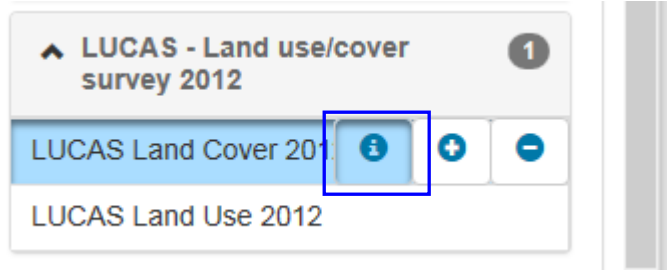 LUCAS - Land use/cover
survey 2012
1
LUCAS Land Cover 201
LUCAS Land Use 2012